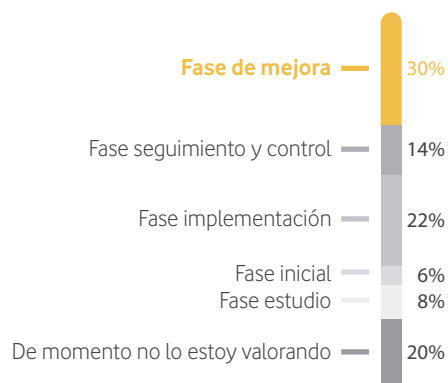 Fase de mejora 30%
Fase seguimiento y control 14%
Fase implementación 22%
Fase inicial 6%
Fase estudio 8%
De momento no lo estoy valorando 20%